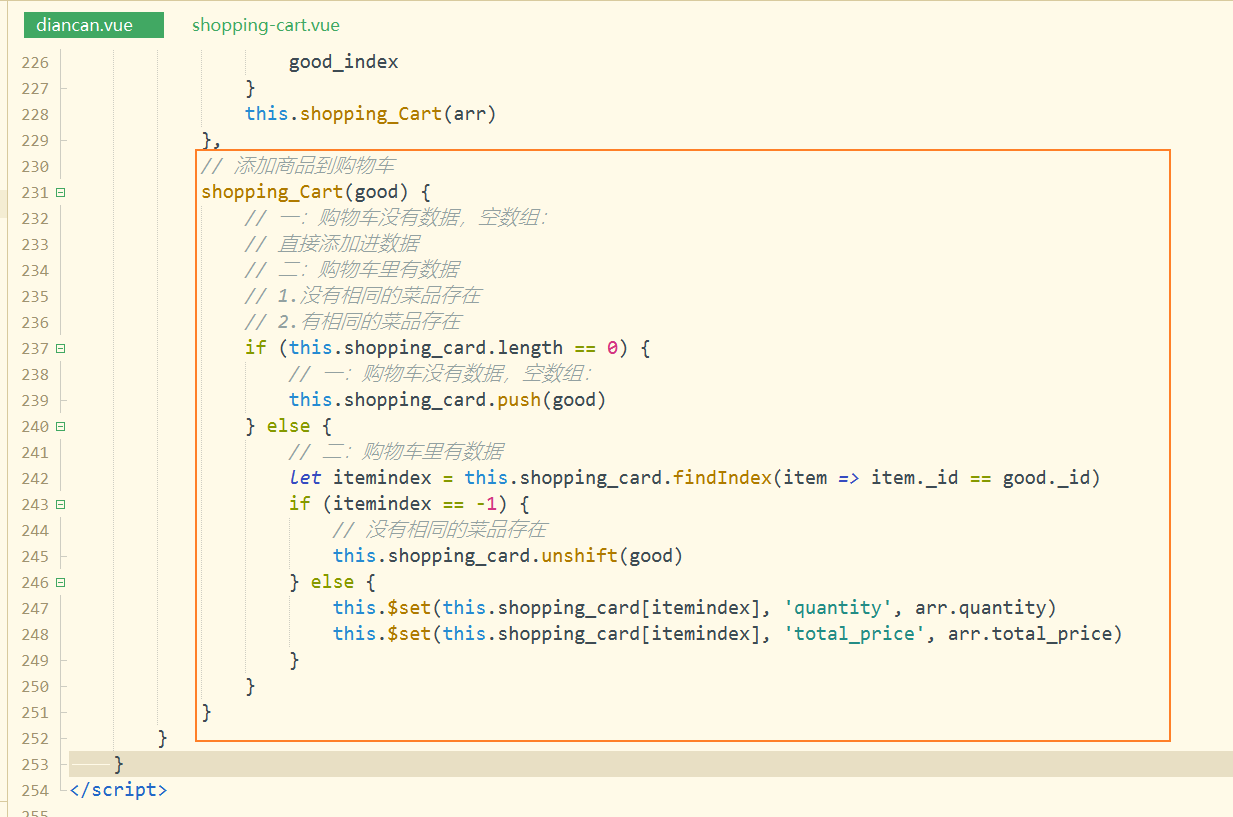 diancan.vue shopping-cart.vue
226 good_index
227 }
228 this.shopping_Cart(arr)
229 },
230 // 添加商品到购物车
231 shopping_Cart(good) {
232 // 一：购物车没有数据，空数组：
233 // 直接添加进数据
234 // 二：购物车里有数据
235 // 1.没有相同的菜品存在
236 // 2.有相同的菜品存在
237 if (this.shopping_card.length == 0) {
238 // 一：购物车没有数据，空数组：
239 this.shopping_card.push(good)
240 } else {
241 // 二：购物车里有数据
242 let itemindex = this.shopping_card.findIndex(item => item._id == good._id)
243 if (itemindex == -1) {
244 // 没有相同的菜品存在
245 this.shopping_card.unshift(good)
246 } else {
247 this.$set(this.shopping_card[itemindex], 'quantity', arr.quantity)
248 this.$set(this.shopping_card[itemindex], 'total_price', arr.total_price)
249 }
250 }
251 }
252 }
253 }
254 </script>
255